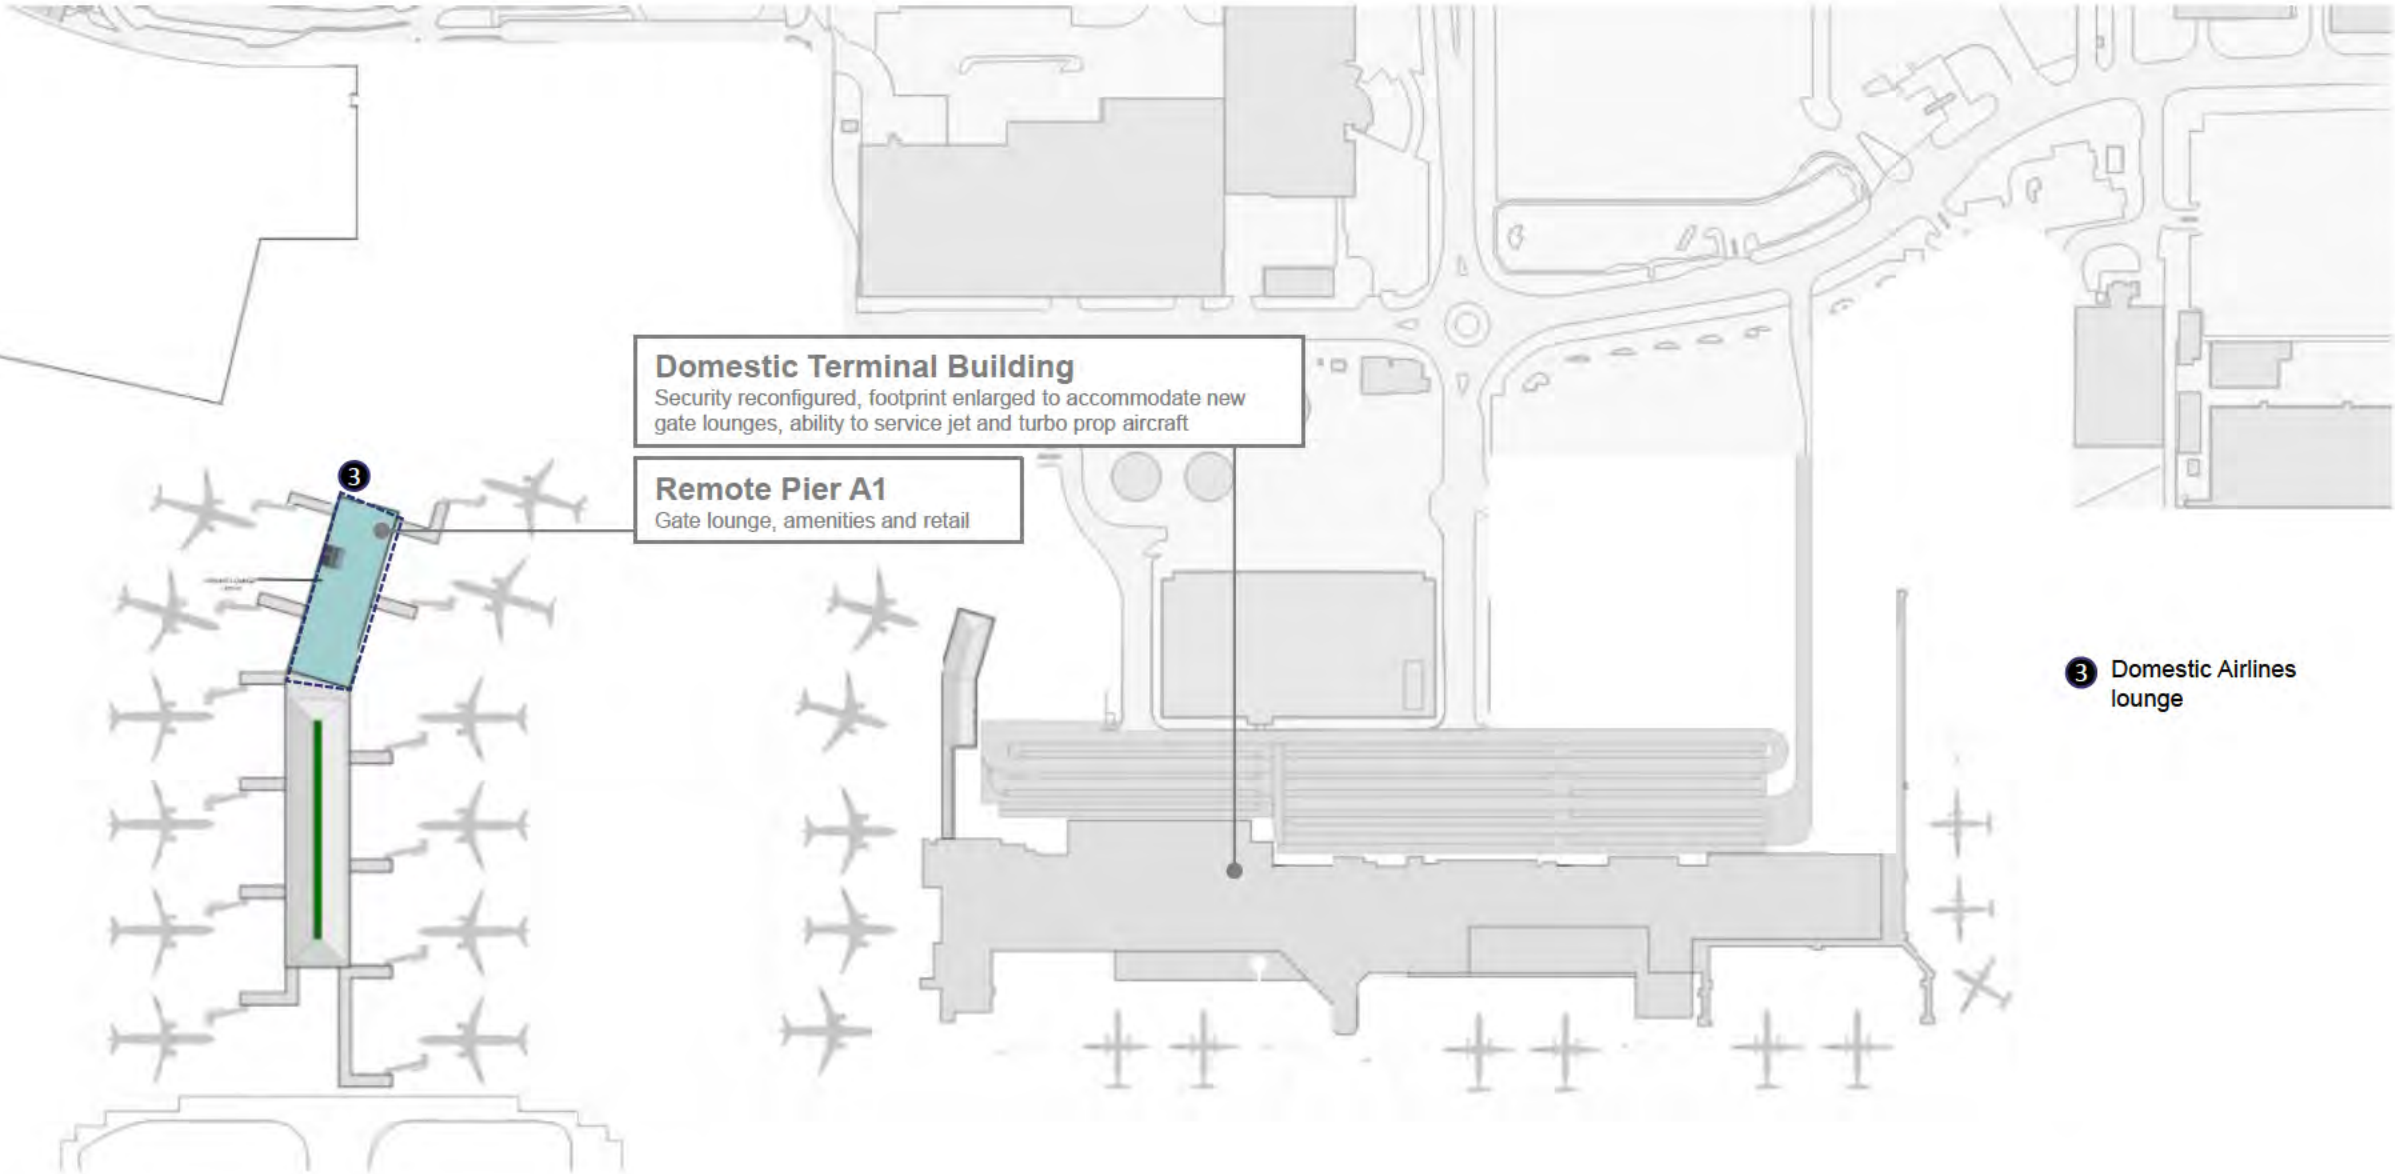 Domestic Terminal Building
Security reconfigured, footprint enlarged to accommodate new
gate lounges, ability to service jet and turbo prop aircraft
3
Remote Pier A1
Gate lounge, amenities and retail
3 Domestic Airlines
lounge